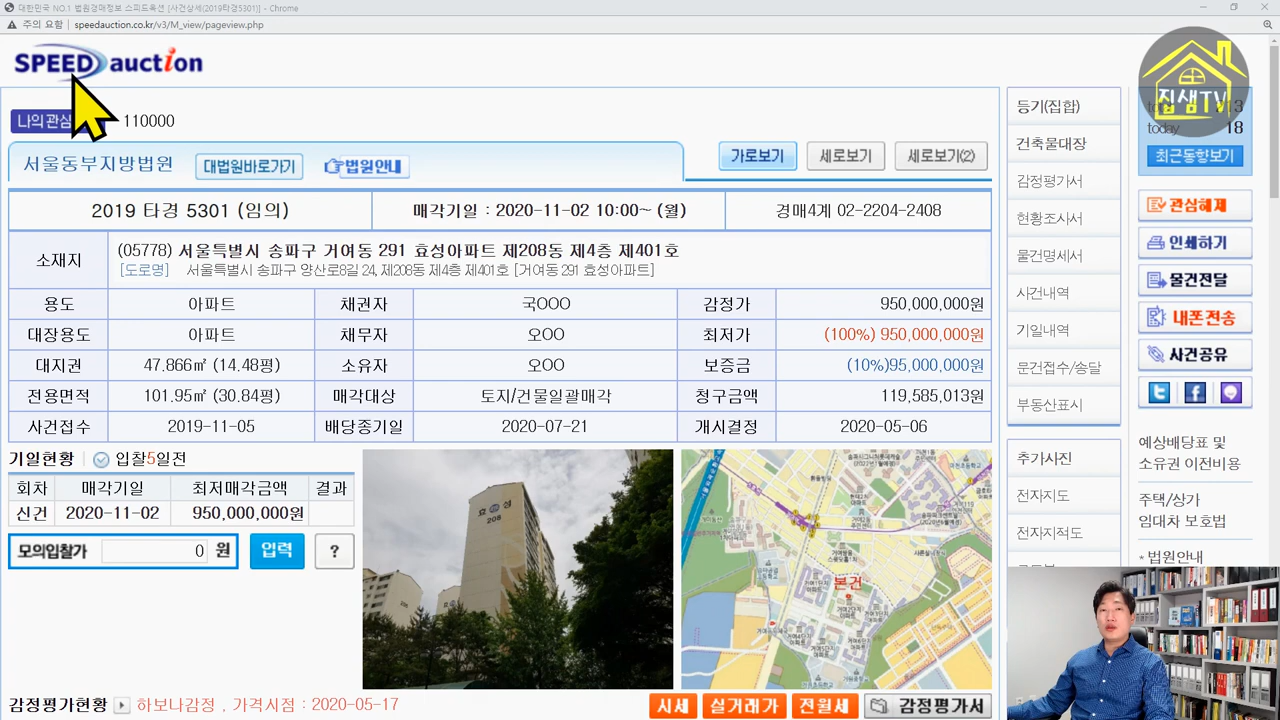 대한민국 NO.1 법원경매정보 스피드옥션 [사건상세(2019타경5301)] - Chrome
주의 요함 | speedauction.co.kr/v3/M_view/pageview.php
SPEED auction
집샘TV
나의관심 110000
today 18
최근동향보기
서울동부지방법원 대법원바로가기 법원안내 가로보기 세로보기 세로보기(2)
2019 타경 5301 (임의) 매각기일 : 2020-11-02 10:00~ (월) 경매4계 02-2204-2408
소재지 (05778) 서울특별시 송파구 거여동 291 효성아파트 제208동 제4층 제401호
[도로명] 서울특별시 송파구 양산로8길 24, 제208동 제4층 제401호 [거여동 291 효성아파트]
용도 아파트 채권자 국OOO 감정가 950,000,000원
대장용도 아파트 채무자 오OO 최저가 (100%) 950,000,000원
대지권 47.866㎡ (14.48평) 소유자 오OO 보증금 (10%)95,000,000원
전용면적 101.95㎡ (30.84평) 매각대상 토지/건물일괄매각 청구금액 119,585,013원
사건접수 2019-11-05 배당종기일 2020-07-21 개시결정 2020-05-06
기일현황 입찰5일전
회차 매각기일 최저매각금액 결과
신건 2020-11-02 950,000,000원
모의입찰가 0 원 입력 ?
효성
208
본건
감정평가현황 하보나감정 , 가격시점 : 2020-05-17
시세 실거래가 전월세 감정평가서
등기(집합)
건축물대장
감정평가서
현황조사서
물건명세서
사건내역
기일내역
문건접수/송달
부동산표시
추가사진
전자지도
전자지적도
관심해제
인쇄하기
물건전달
내폰전송
사건공유
예상배당표 및
소유권 이전비용
주택/상가
임대차 보호법
* 법원안내